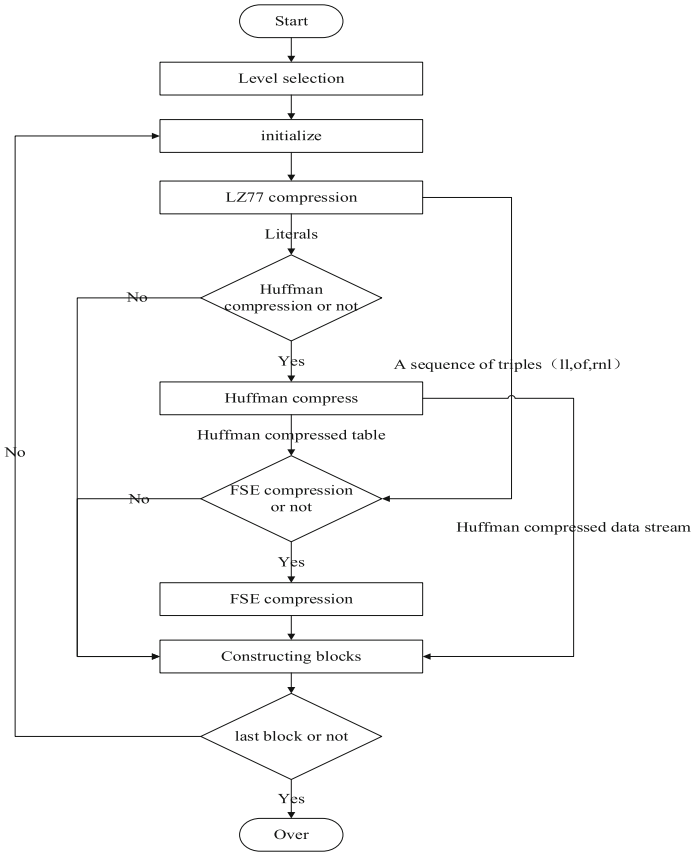 Start
Level selection
initialize
LZ77 compression
Literals
Huffman
compression or not
No
Yes
A sequence of triples（ll,of,rnl）
Huffman compress
Huffman compressed table
No
FSE compression
or not
No
Huffman compressed data stream
Yes
FSE compression
Constructing blocks
last block or not
Yes
Over